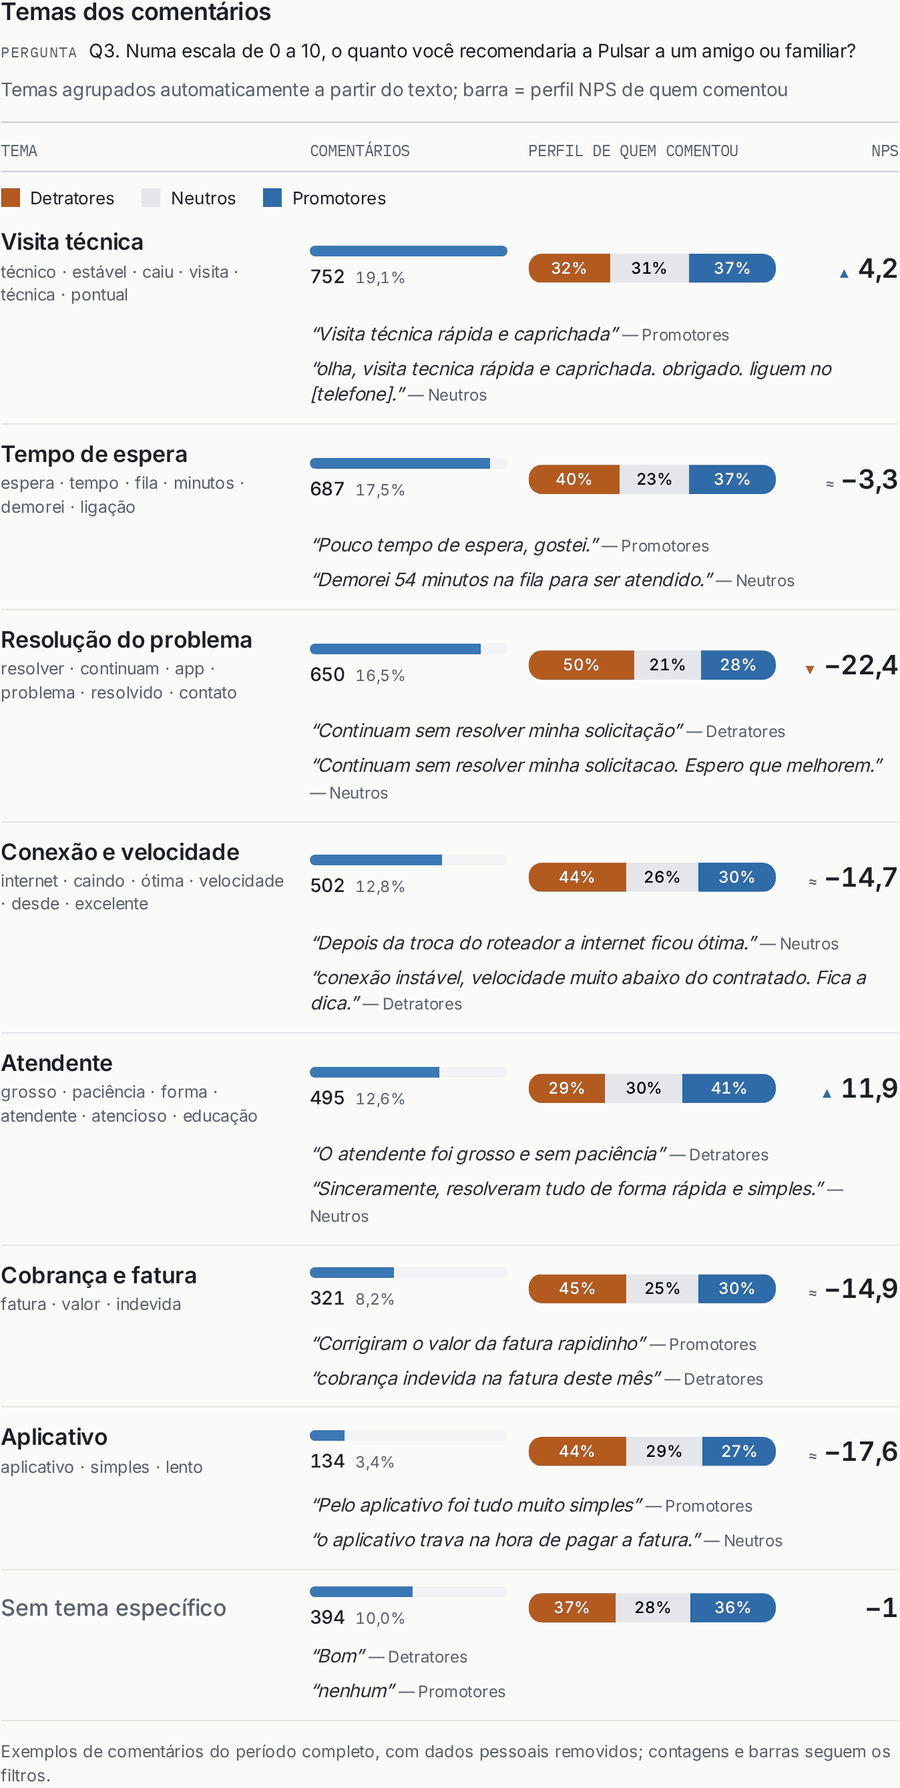 Temas dos comentários
PERGUNTA Q3. Numa escala de 0 a 10, o quanto você recomendaria a Pulsar a um amigo ou familiar?
Temas agrupados automaticamente a partir do texto; barra = perfil NPS de quem comentou
TEMA COMENTÁRIOS PERFIL DE QUEM COMENTOU NPS
Detratores Neutros Promotores
Visita técnica
técnico · estável · caiu · visita ·
técnica · pontual
752 19,1%
32% 31% 37%
▲ 4,2
“Visita técnica rápida e caprichada” — Promotores
“olha, visita tecnica rápida e caprichada. obrigado. liguem no
[telefone].” — Neutros
Tempo de espera
espera · tempo · fila · minutos ·
demorei · ligação
687 17,5%
40% 23% 37%
≈ −3,3
“Pouco tempo de espera, gostei.” — Promotores
“Demorei 54 minutos na fila para ser atendido.” — Neutros
Resolução do problema
resolver · continuam · app ·
problema · resolvido · contato
650 16,5%
50% 21% 28%
▼ −22,4
“Continuam sem resolver minha solicitação” — Detratores
“Continuam sem resolver minha solicitacao. Espero que melhorem.”
— Neutros
Conexão e velocidade
internet · caindo · ótima · velocidade
· desde · excelente
502 12,8%
44% 26% 30%
≈ −14,7
“Depois da troca do roteador a internet ficou ótima.” — Neutros
“conexão instável, velocidade muito abaixo do contratado. Fica a
dica.” — Detratores
Atendente
grosso · paciência · forma ·
atendente · atencioso · educação
495 12,6%
29% 30% 41%
▲ 11,9
“O atendente foi grosso e sem paciência” — Detratores
“Sinceramente, resolveram tudo de forma rápida e simples.” —
Neutros
Cobrança e fatura
fatura · valor · indevida
321 8,2%
45% 25% 30%
≈ −14,9
“Corrigiram o valor da fatura rapidinho” — Promotores
“cobrança indevida na fatura deste mês” — Detratores
Aplicativo
aplicativo · simples · lento
134 3,4%
44% 29% 27%
≈ −17,6
“Pelo aplicativo foi tudo muito simples” — Promotores
“o aplicativo trava na hora de pagar a fatura.” — Neutros
Sem tema específico
394 10,0%
37% 28% 36%
−1
“Bom” — Detratores
“nenhum” — Promotores
Exemplos de comentários do período completo, com dados pessoais removidos; contagens e barras seguem os
filtros.